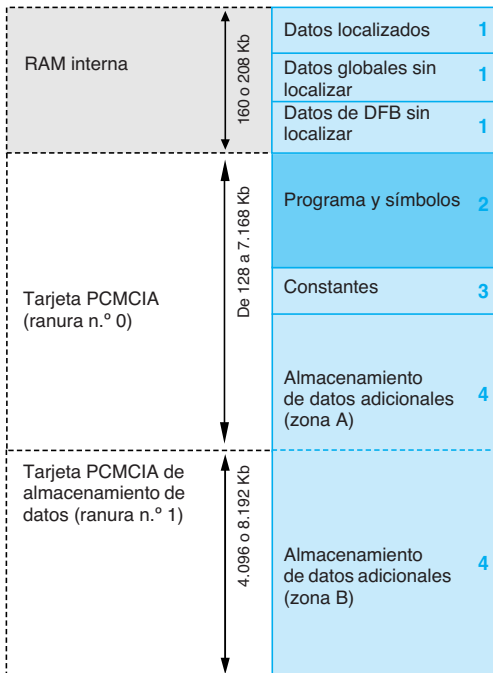 RAM interna
160 o 208 Kb
Datos localizados 1
Datos globales sin
localizar 1
Datos de DFB sin
localizar 1
Tarjeta PCMCIA
(ranura n.º 0)
De 128 a 7.168 Kb
Programa y símbolos 2
Constantes 3
Almacenamiento
de datos adicionales 4
(zona A)
Tarjeta PCMCIA de
almacenamiento de
datos (ranura n.º 1)
4.096 o 8.192 Kb
Almacenamiento
de datos adicionales 4
(zona B)